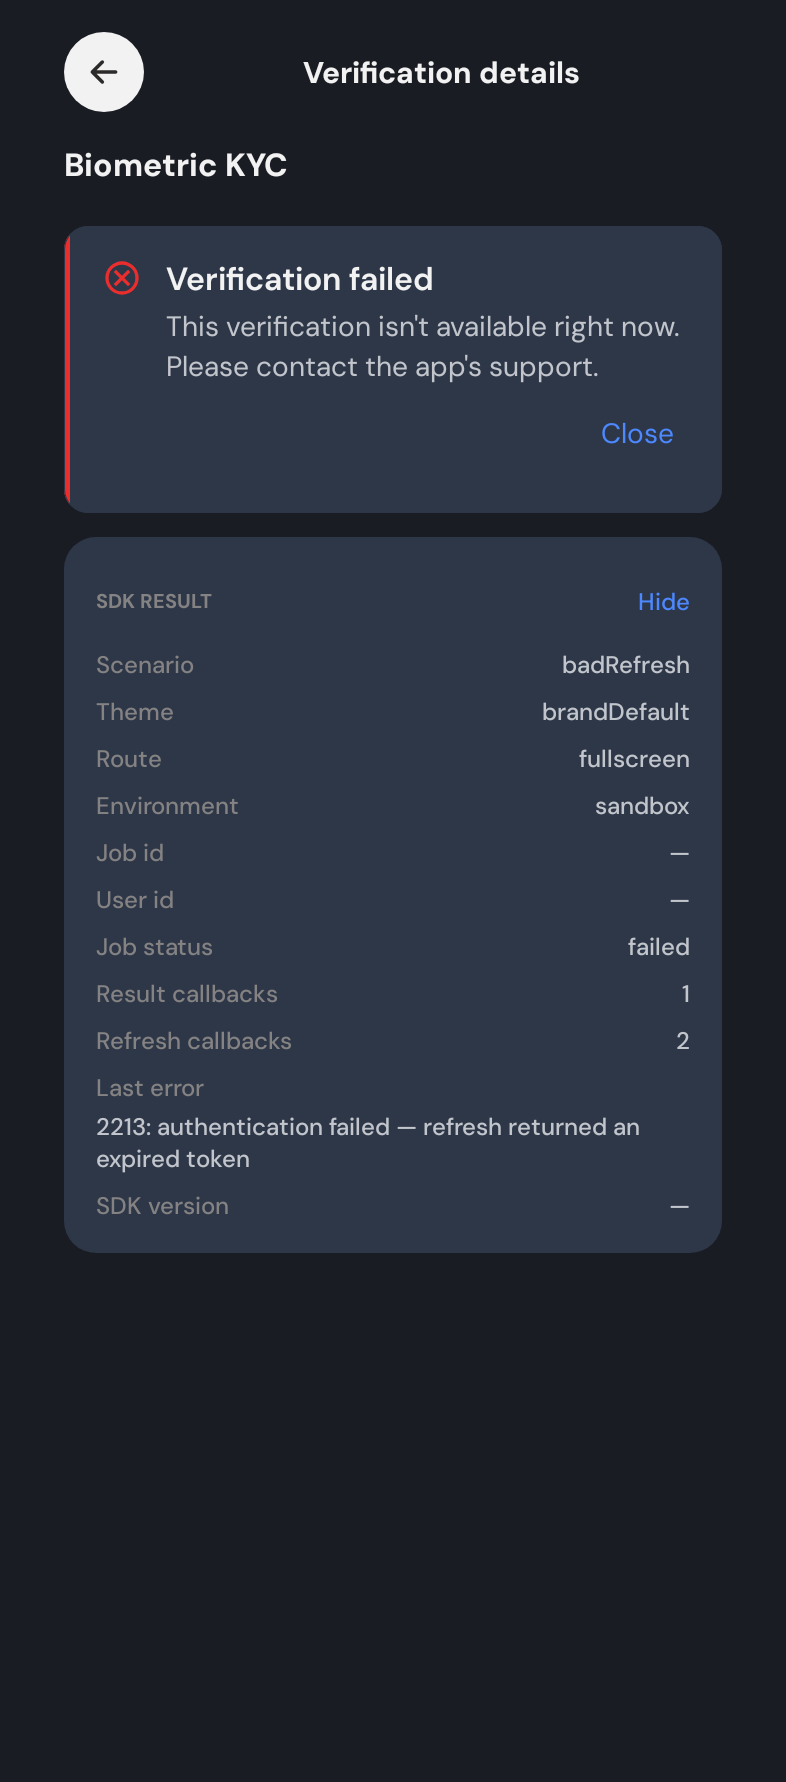 Verification details
Biometric KYC
Verification failed
This verification isn't available right now.
Please contact the app's support.
Close
SDK RESULT Hide
Scenario badRefresh
Theme brandDefault
Route fullscreen
Environment sandbox
Job id —
User id —
Job status failed
Result callbacks 1
Refresh callbacks 2
Last error
2213: authentication failed — refresh returned an
expired token
SDK version —